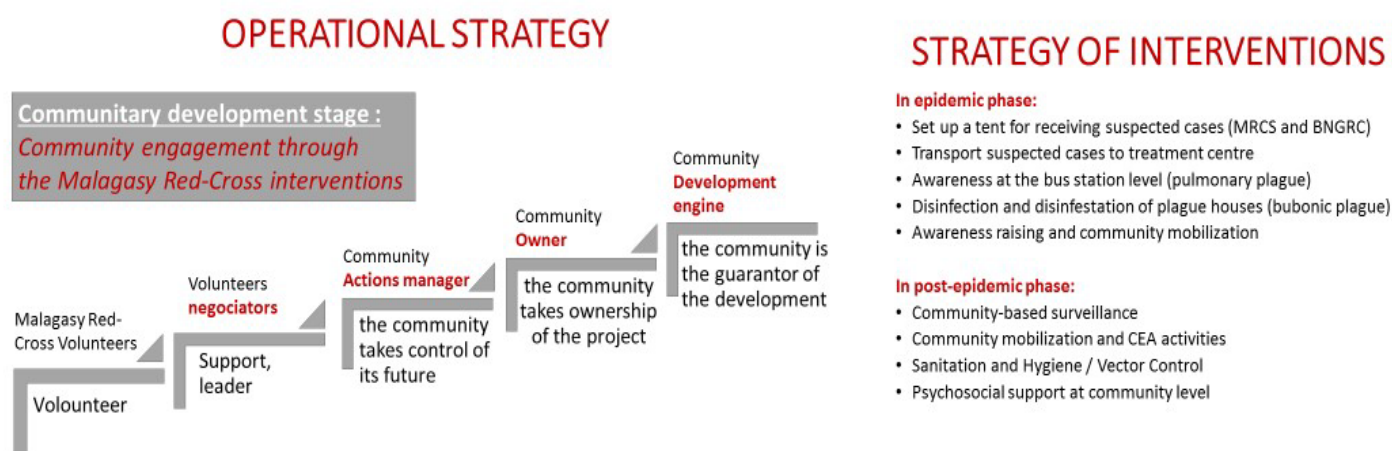 OPERATIONAL STRATEGY
Communitary development stage :
Community engagement through
the Malagasy Red-Cross interventions
Malagasy Red-
Cross Volunteers
Volounteer
Volunteers
negociators
Support,
leader
Community
Actions manager
the community
takes control of
its future
Community
Owner
the community
takes ownership
of the project
Community
Development
engine
the community is
the guarantor of
the development
STRATEGY OF INTERVENTIONS
In epidemic phase:
• Set up a tent for receiving suspected cases (MRCS and BNGRC)
• Transport suspected cases to treatment centre
• Awareness at the bus station level (pulmonary plague)
• Disinfection and disinfestation of plague houses (bubonic plague)
• Awareness raising and community mobilization
In post-epidemic phase:
• Community-based surveillance
• Community mobilization and CEA activities
• Sanitation and Hygiene / Vector Control
• Psychosocial support at community level